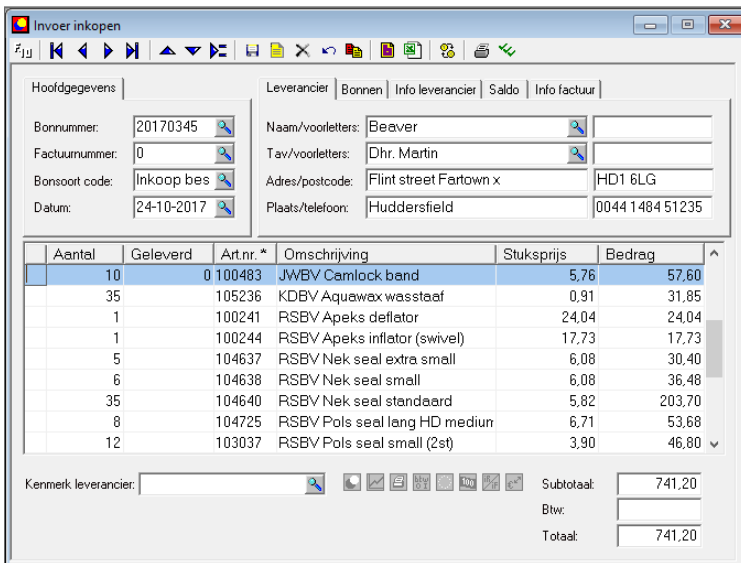 Invoer inkopen
Hoofdgegevens
Bonnummer: 20170345
Factuurnummer: 0
Bonsoort code: Inkoop bes
Datum: 24-10-2017
Leverancier Bonnen Info leverancier Saldo Info factuur
Naam/voorletters: Beaver
Tav/voorletters: Dhr. Martin
Adres/postcode: Flint street Fartown x HD1 6LG
Plaats/telefoon: Huddersfield 0044 1484 51235
Aantal Geleverd Art.nr. * Omschrijving Stuksprijs Bedrag
10 0 100483 JWBV Camlock band 5,76 57,60
35 105236 KDBV Aquawax wasstaaf 0,91 31,85
1 100241 RSBV Apeks deflator 24,04 24,04
1 100244 RSBV Apeks inflator (swivel) 17,73 17,73
5 104637 RSBV Nek seal extra small 6,08 30,40
6 104638 RSBV Nek seal small 6,08 36,48
35 104640 RSBV Nek seal standaard 5,82 203,70
8 104725 RSBV Pols seal lang HD medium 6,71 53,68
12 103037 RSBV Pols seal small (2st) 3,90 46,80
Kenmerk leverancier:
Subtotaal: 741,20
Btw:
Totaal: 741,20